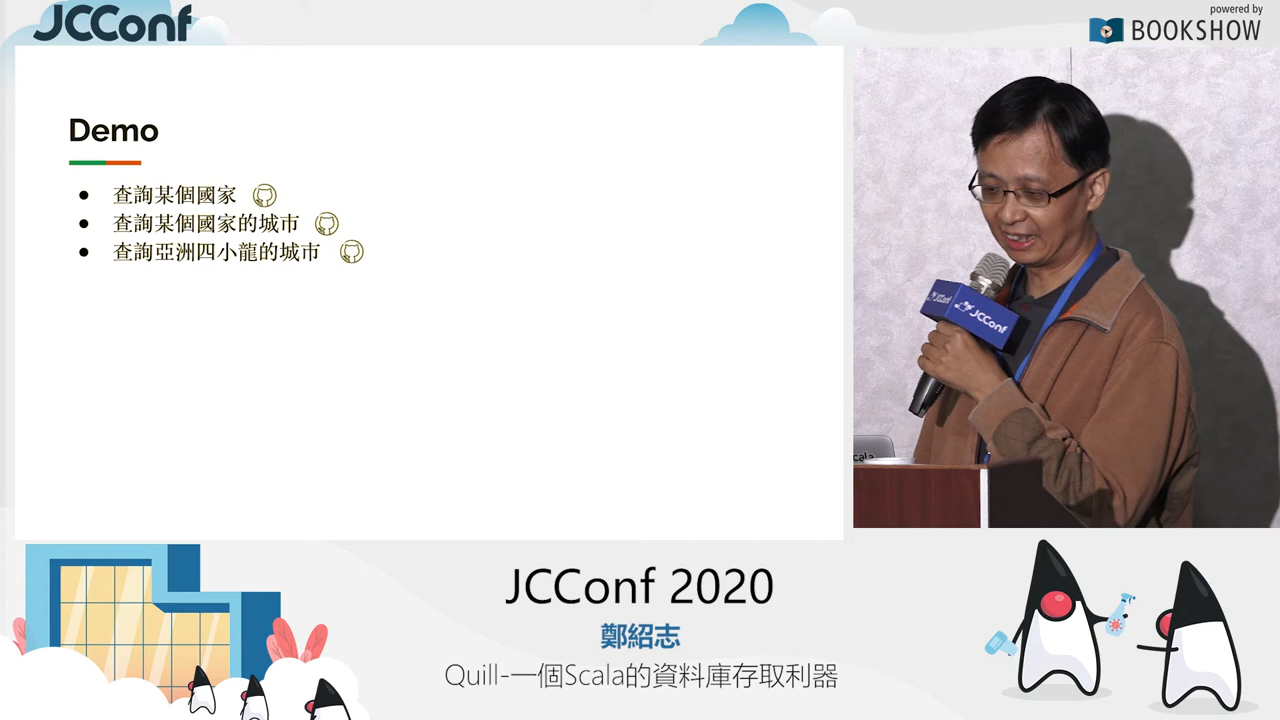 JCConf
powered by
BOOKSHOW
Demo
查詢某個國家
查詢某個國家的城市
查詢亞洲四小龍的城市
JCConf
JCConf
cala
JCConf 2020
鄭紹志
Quill-一個Scala的資料庫存取利器